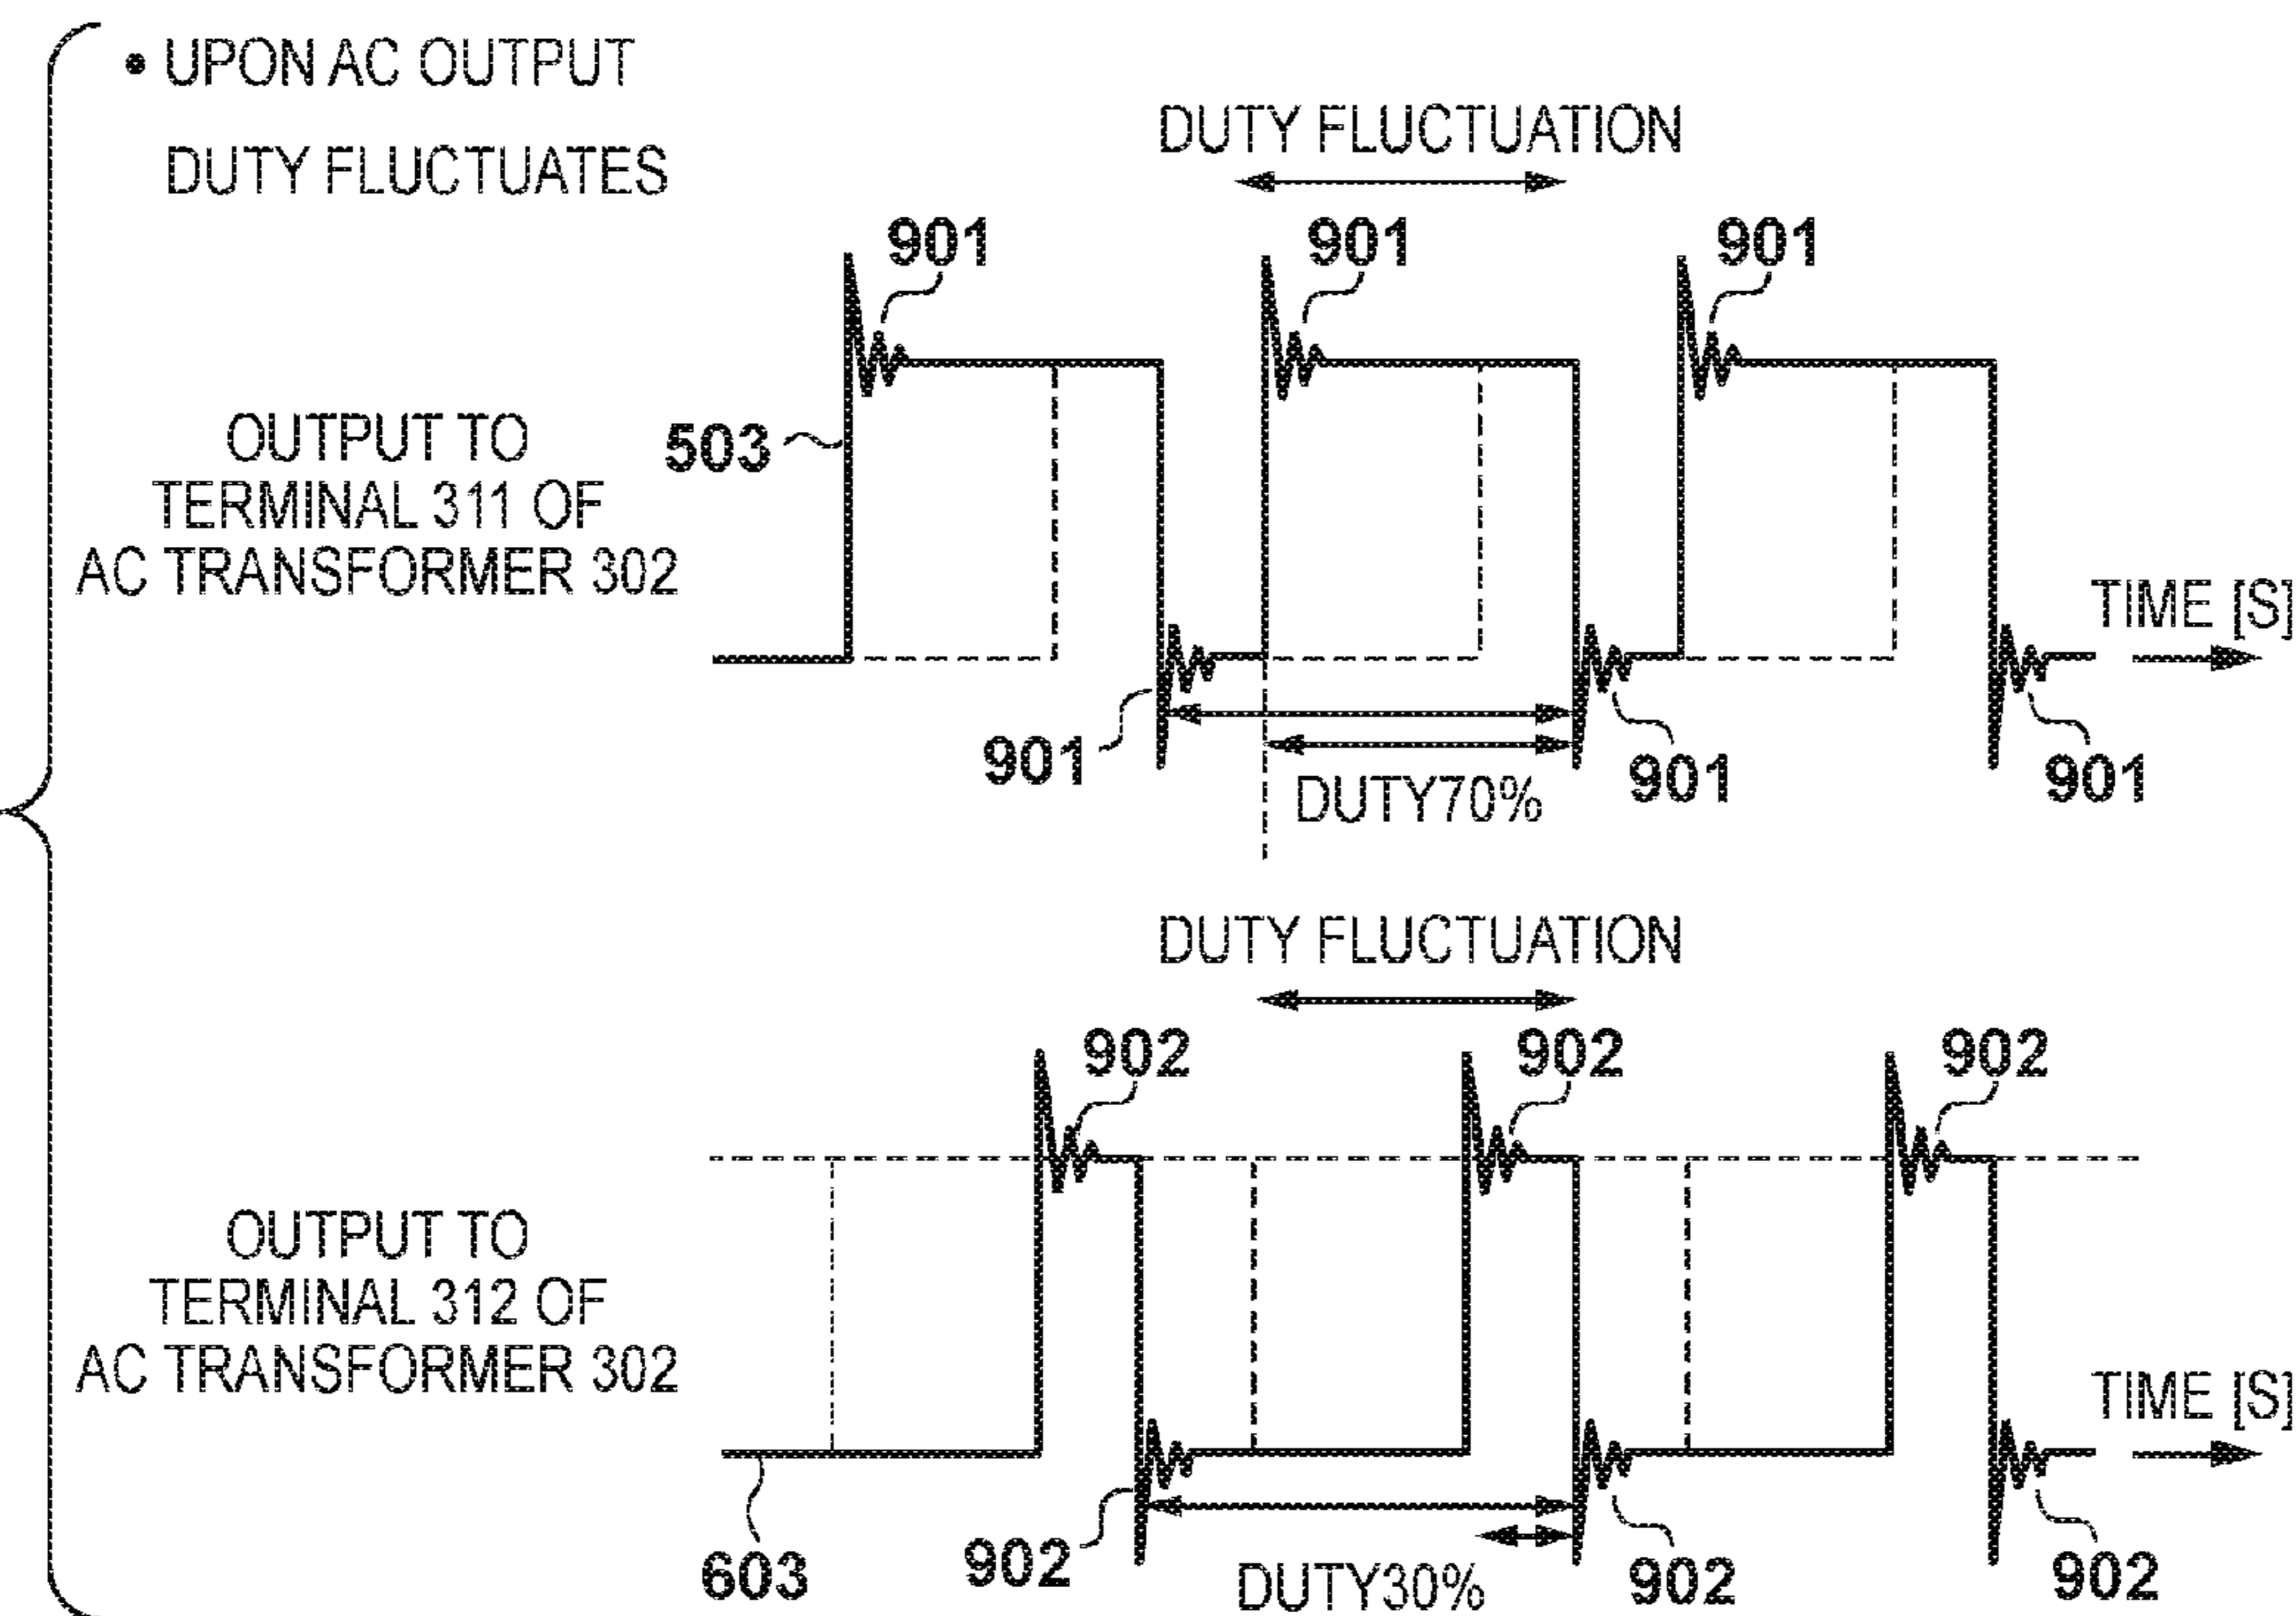 • UPON AC OUTPUT
DUTY FLUCTUATES
DUTY FLUCTUATION
901
901
901
OUTPUT TO
TERMINAL 311 OF
AC TRANSFORMER 302
503
TIME [S]
901
901
901
DUTY70%
DUTY FLUCTUATION
902
902
902
OUTPUT TO
TERMINAL 312 OF
AC TRANSFORMER 302
TIME [S]
603
902
902
902
DUTY30%